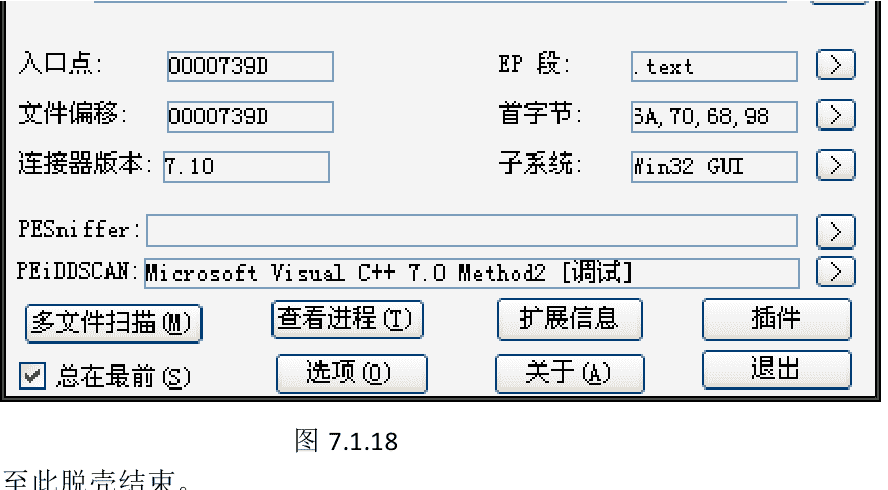 入口点: 0000739D EP 段: .text >
文件偏移: 0000739D 首字节: 6A,70,68,98 >
连接器版本: 7.10 子系统: Win32 GUI >
PESniffer: >
PEiDDSCAN: Microsoft Visual C++ 7.0 Method2 [调试] >
多文件扫描(M) 查看进程(T) 扩展信息 插件
总在最前(S) 选项(O) 关于(A) 退出
图 7.1.18
至此脱壳结束。